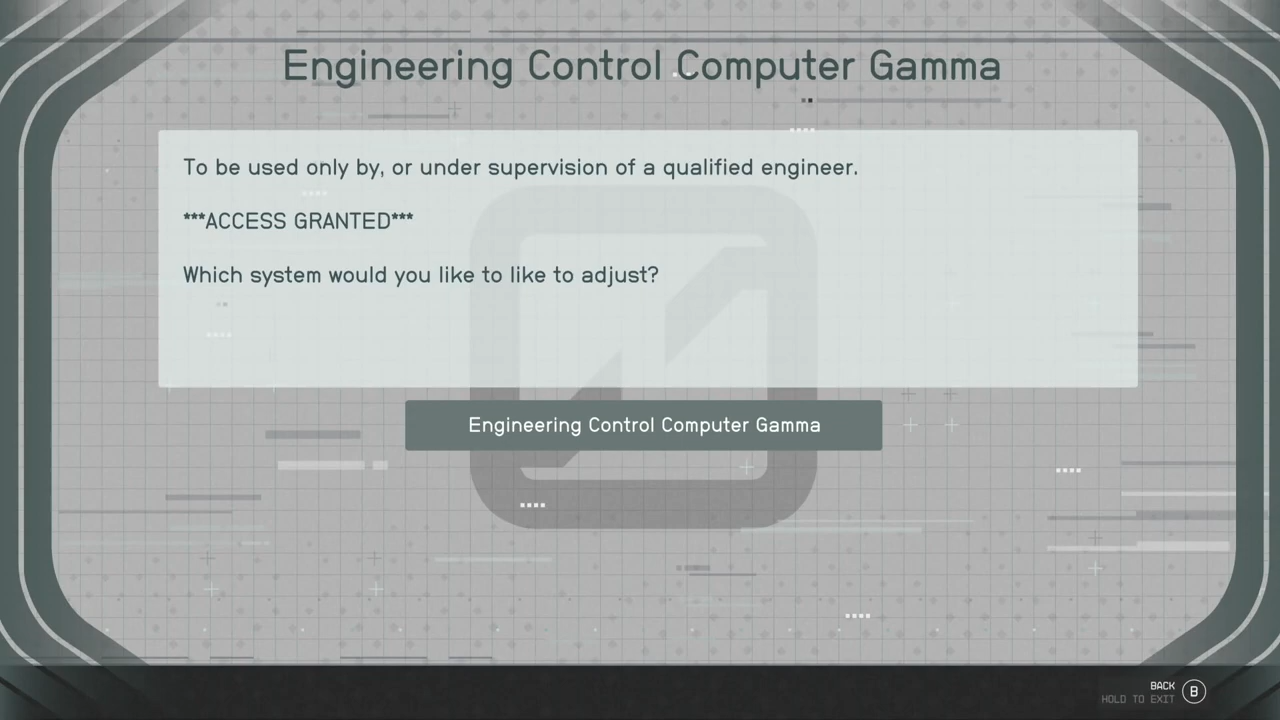 Engineering Control Computer Gamma
To be used only by, or under supervision of a qualified engineer.
***ACCESS GRANTED***
Which system would you like to like to adjust?
Engineering Control Computer Gamma
BACK
HOLD TO EXIT
B